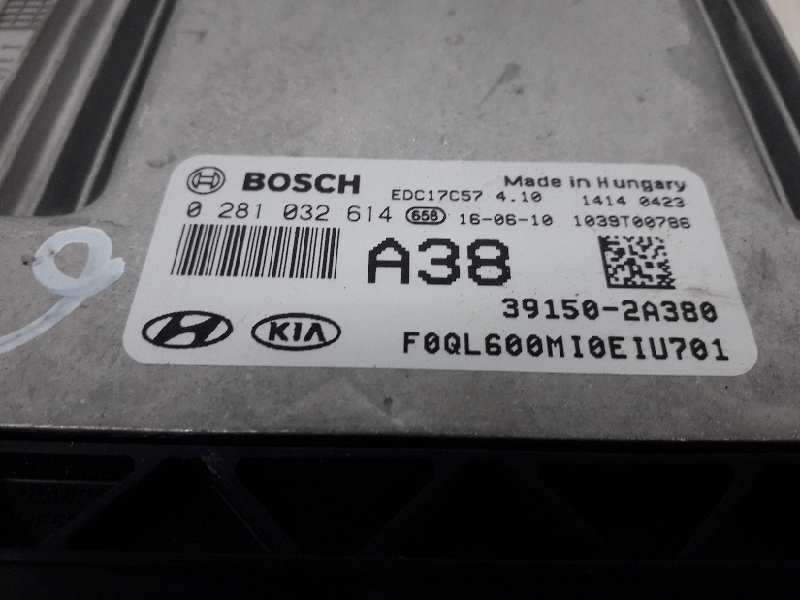 BOSCH
EDC17C57 4.10
Made in Hungary
1414 0423
0 281 032 614 658 16-06-10 1039T00786
A38
39150-2A380
KIA
F0QL600MI0EIU701